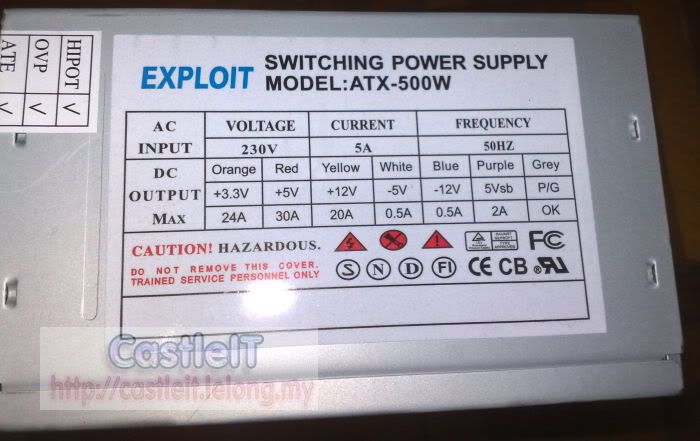 HIPOT V
OVP V
ATE V
EXPLOIT
SWITCHING POWER SUPPLY
MODEL:ATX-500W
AC INPUT VOLTAGE CURRENT FREQUENCY
230V 5A 50HZ
DC OUTPUT MAX Orange Red Yellow White Blue Purple Grey
+3.3V +5V +12V -5V -12V 5Vsb P/G
24A 30A 20A 0.5A 0.5A 2A OK
CAUTION! HAZARDOUS.
DO NOT REMOVE THIS COVER.
TRAINED SERVICE PERSONNEL ONLY
FC
S N D FI CE CB ®RU
CastleIT
http://castleit.lelong.my